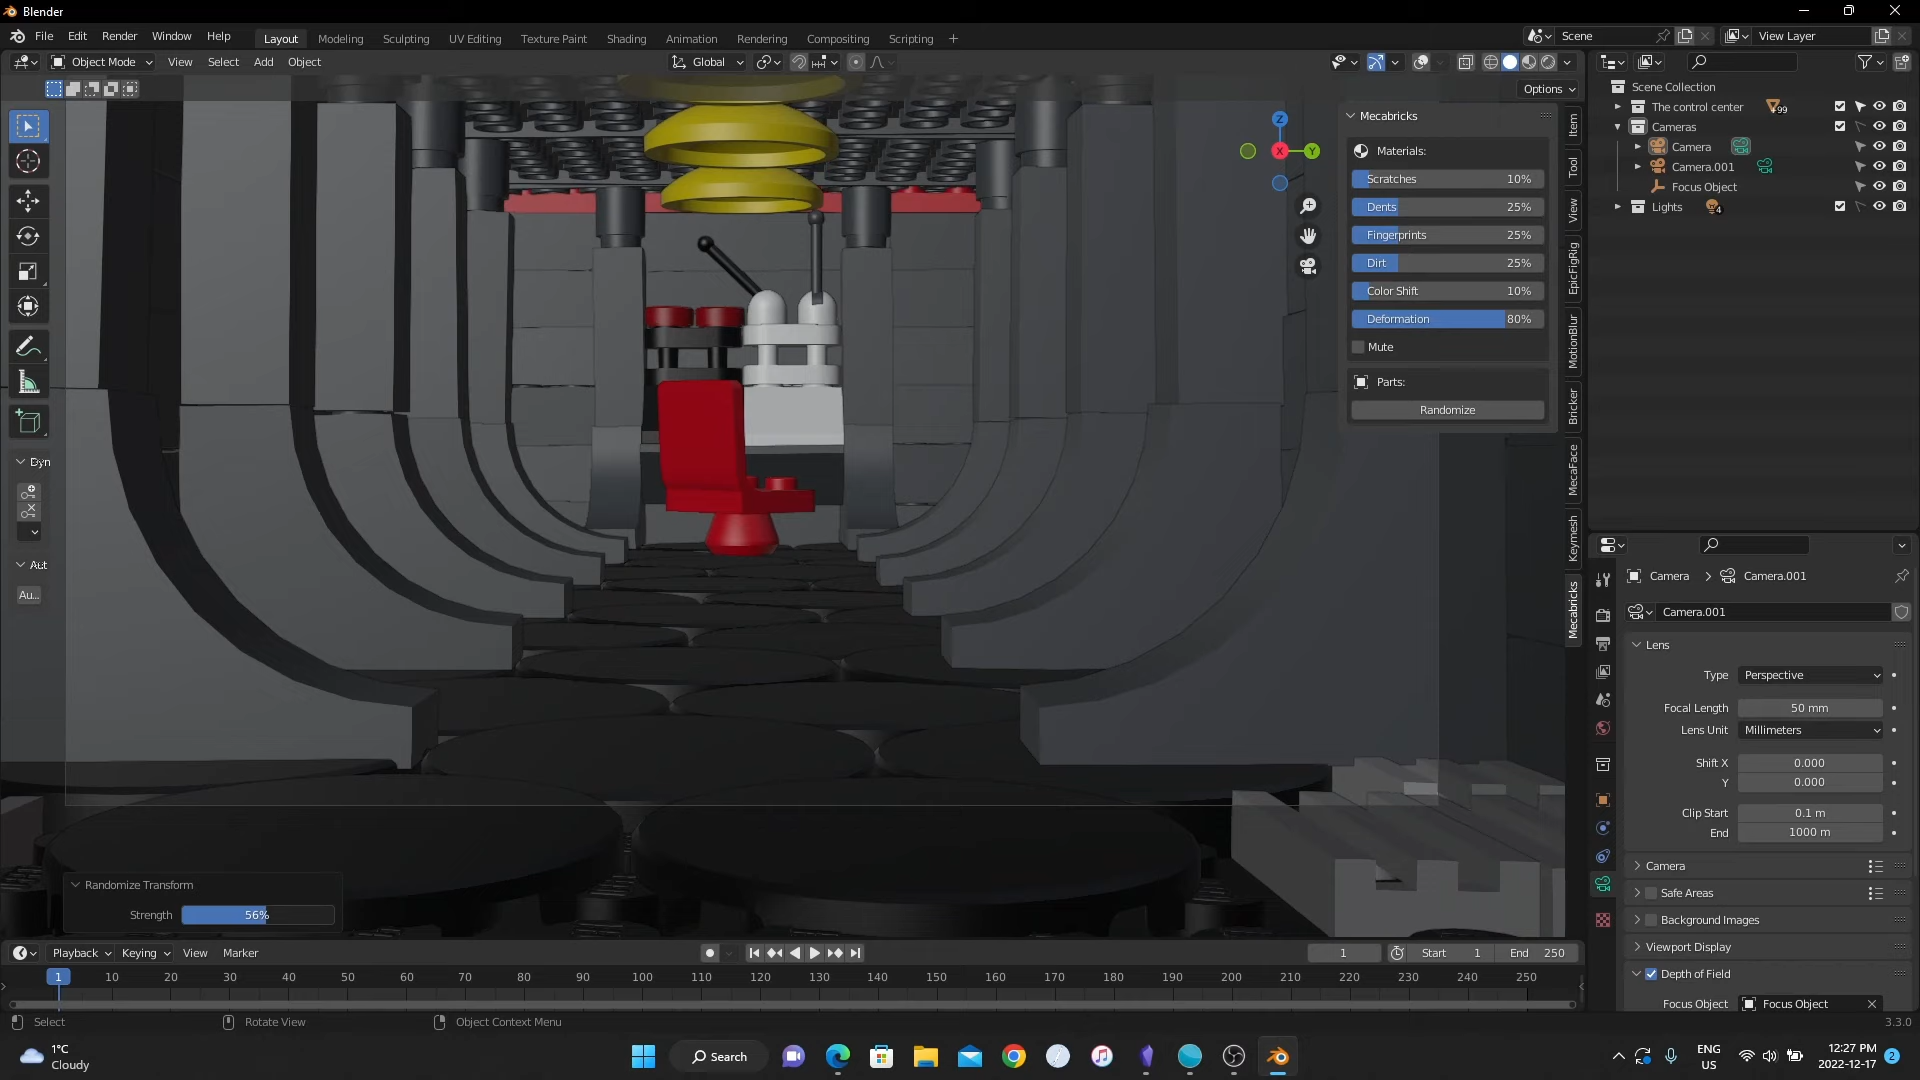 Blender
File Edit Render Window Help
Layout Modeling Sculpting UV Editing Texture Paint Shading Animation Rendering Compositing Scripting +
Scene
View Layer
Object Mode View Select Add Object
Global
Options
Mecabricks
Materials:
Scratches 10%
Dents 25%
Fingerprints 25%
Dirt 25%
Color Shift 10%
Deformation 80%
Mute
Parts:
Randomize
Z
X
Y
Item
Tool
View
EpicFigRig
MotionBlur
Bricker
MecaFace
Keymesh
Mecabricks
Dyn
Aut
Au...
Scene Collection
The control center 99
Cameras
Camera
Camera.001
Focus Object
Lights 4
Camera > Camera.001
Camera.001
Lens
Type Perspective
Focal Length 50 mm
Lens Unit Millimeters
Shift X 0.000
Y 0.000
Clip Start 0.1 m
End 1000 m
Camera
Safe Areas
Background Images
Viewport Display
Depth of Field
Focus Object Focus Object
Randomize Transform
Strength 56%
Playback Keying View Marker
1 Start 1 End 250
1 10 20 30 40 50 60 70 80 90 100 110 120 130 140 150 160 170 180 190 200 210 220 230 240 250
Select Rotate View Object Context Menu
3.3.0
1°C
Cloudy
Search
ENG
US
12:27 PM
2022-12-17
2